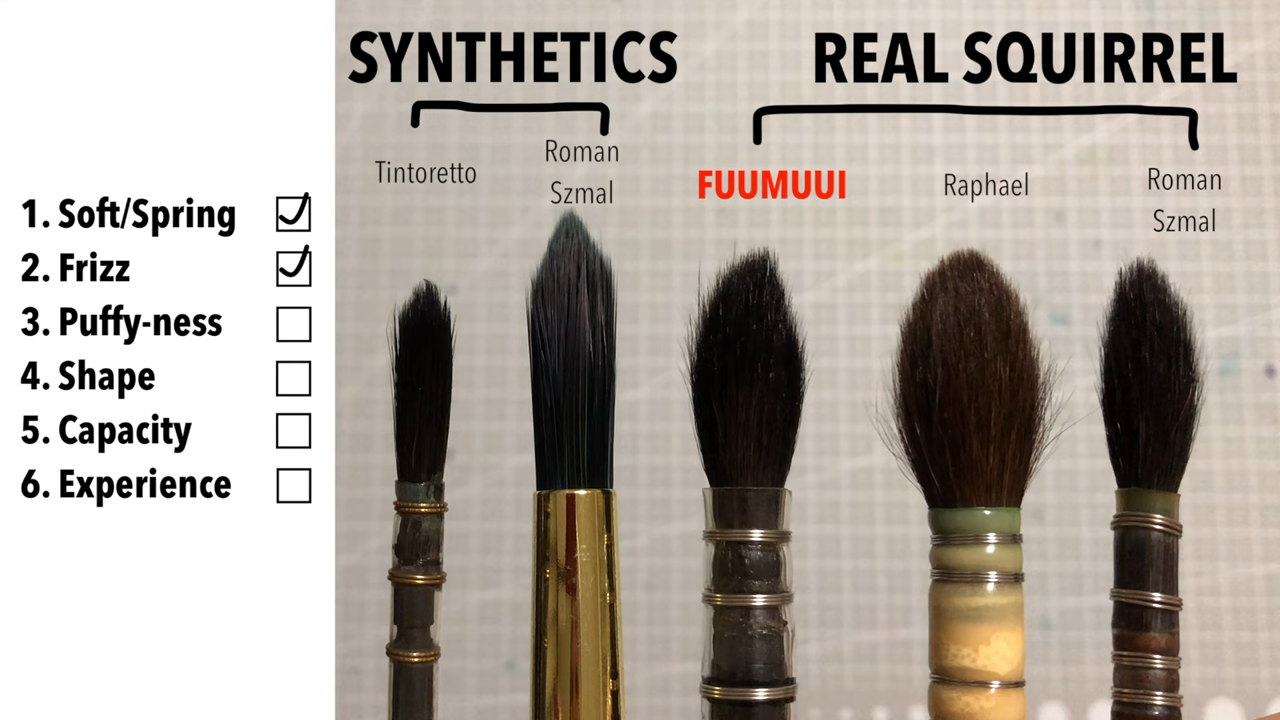 SYNTHETICS
REAL SQUIRREL
Tintoretto
Roman
Szmal
FUUMUUI
Raphael
Roman
Szmal
1. Soft/Spring
2. Frizz
3. Puffy-ness
4. Shape
5. Capacity
6. Experience